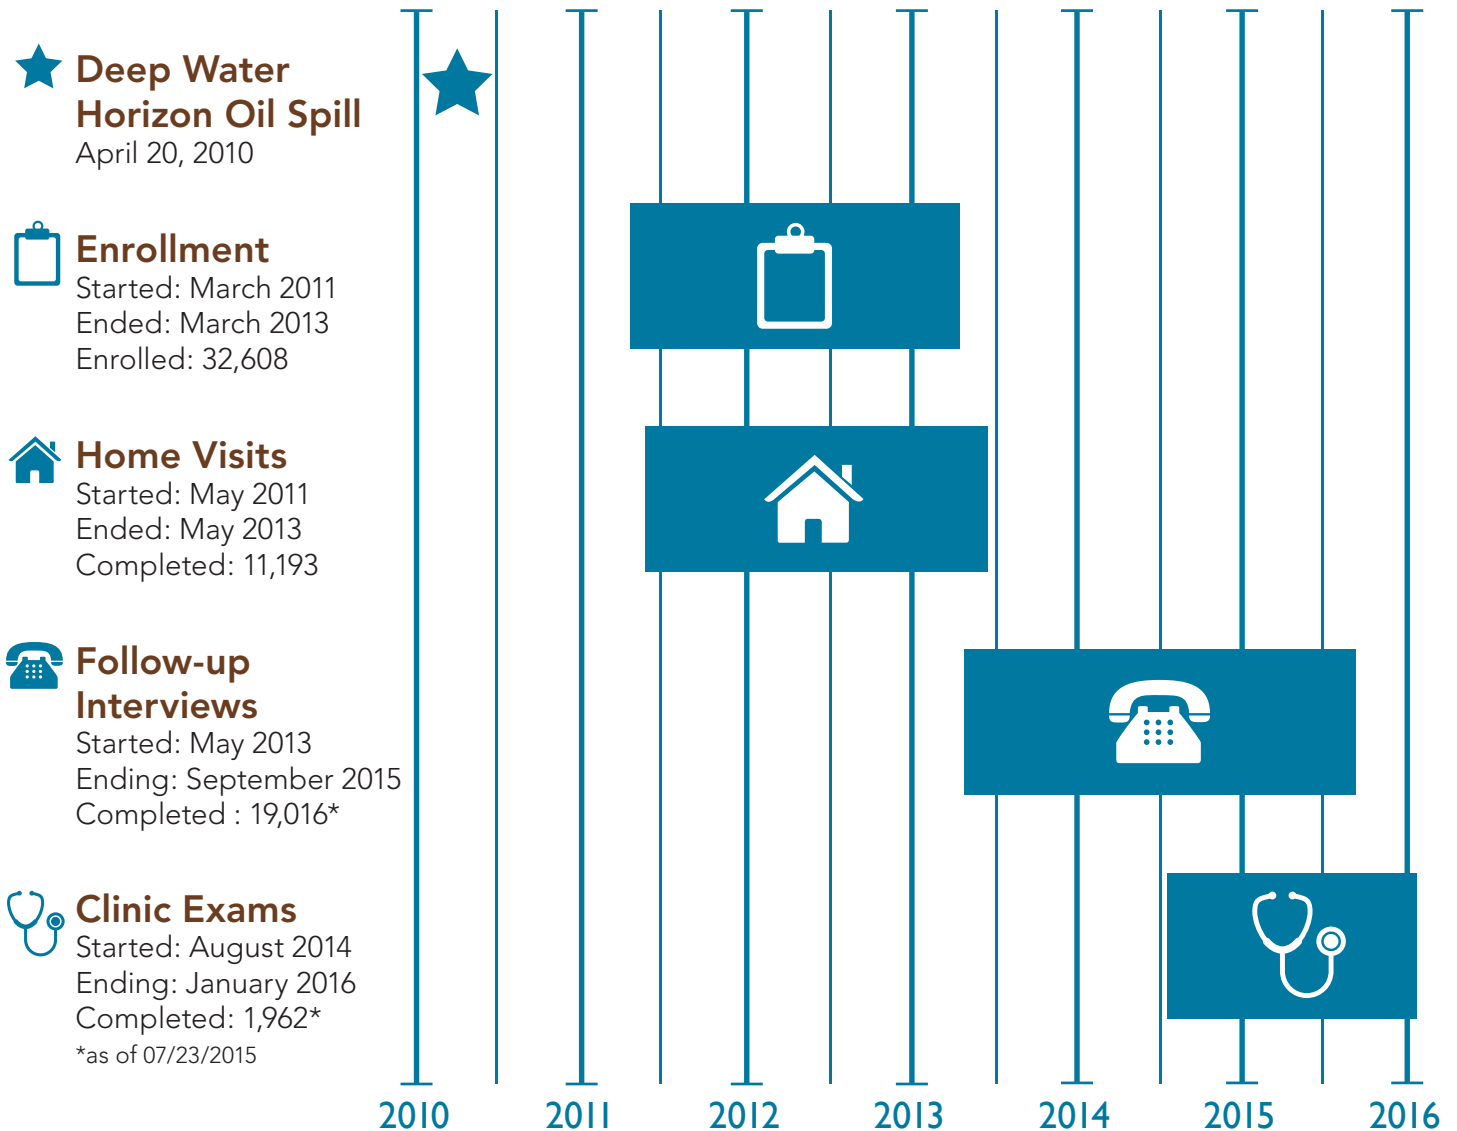 Deep Water
Horizon Oil Spill
April 20, 2010
Enrollment
Started: March 2011
Ended: March 2013
Enrolled: 32,608
Home Visits
Started: May 2011
Ended: May 2013
Completed: 11,193
Follow-up
Interviews
Started: May 2013
Ending: September 2015
Completed : 19,016*
Clinic Exams
Started: August 2014
Ending: January 2016
Completed: 1,962*
*as of 07/23/2015
2010 2011 2012 2013 2014 2015 2016